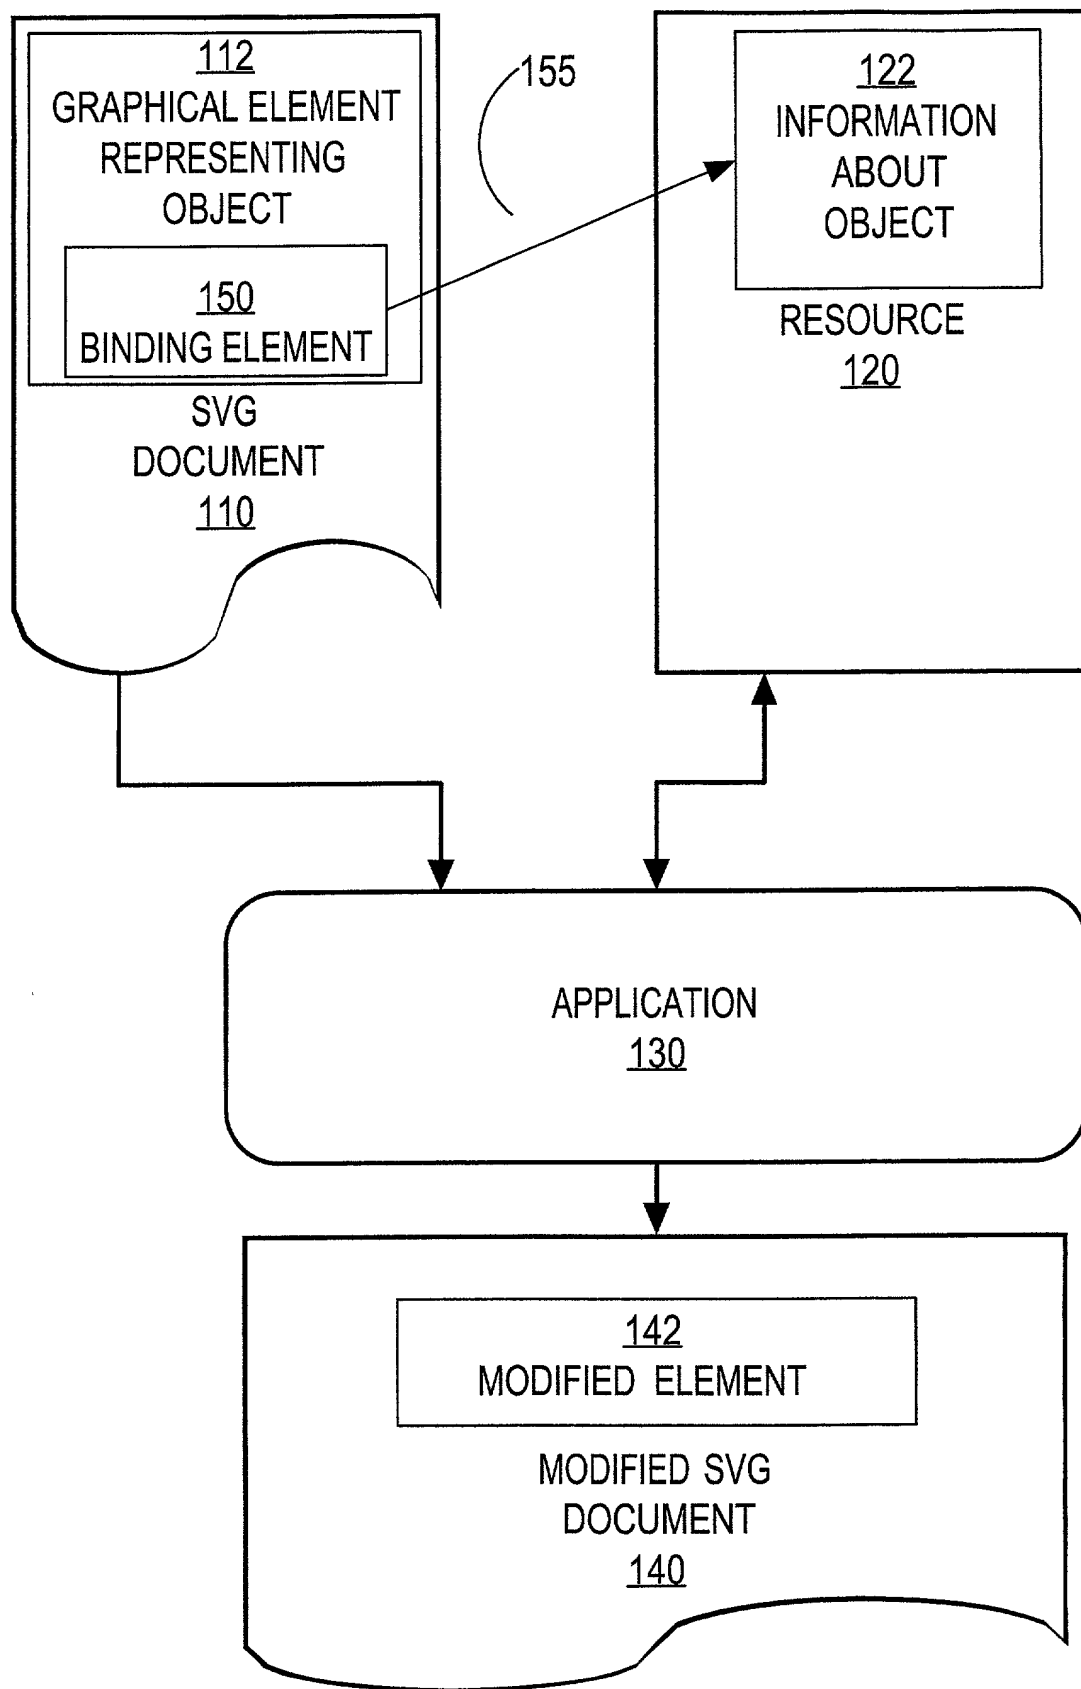 112
GRAPHICAL ELEMENT
REPRESENTING
OBJECT
150
BINDING ELEMENT
SVG
DOCUMENT
110
155
122
INFORMATION
ABOUT
OBJECT
RESOURCE
120
APPLICATION
130
142
MODIFIED ELEMENT
MODIFIED SVG
DOCUMENT
140